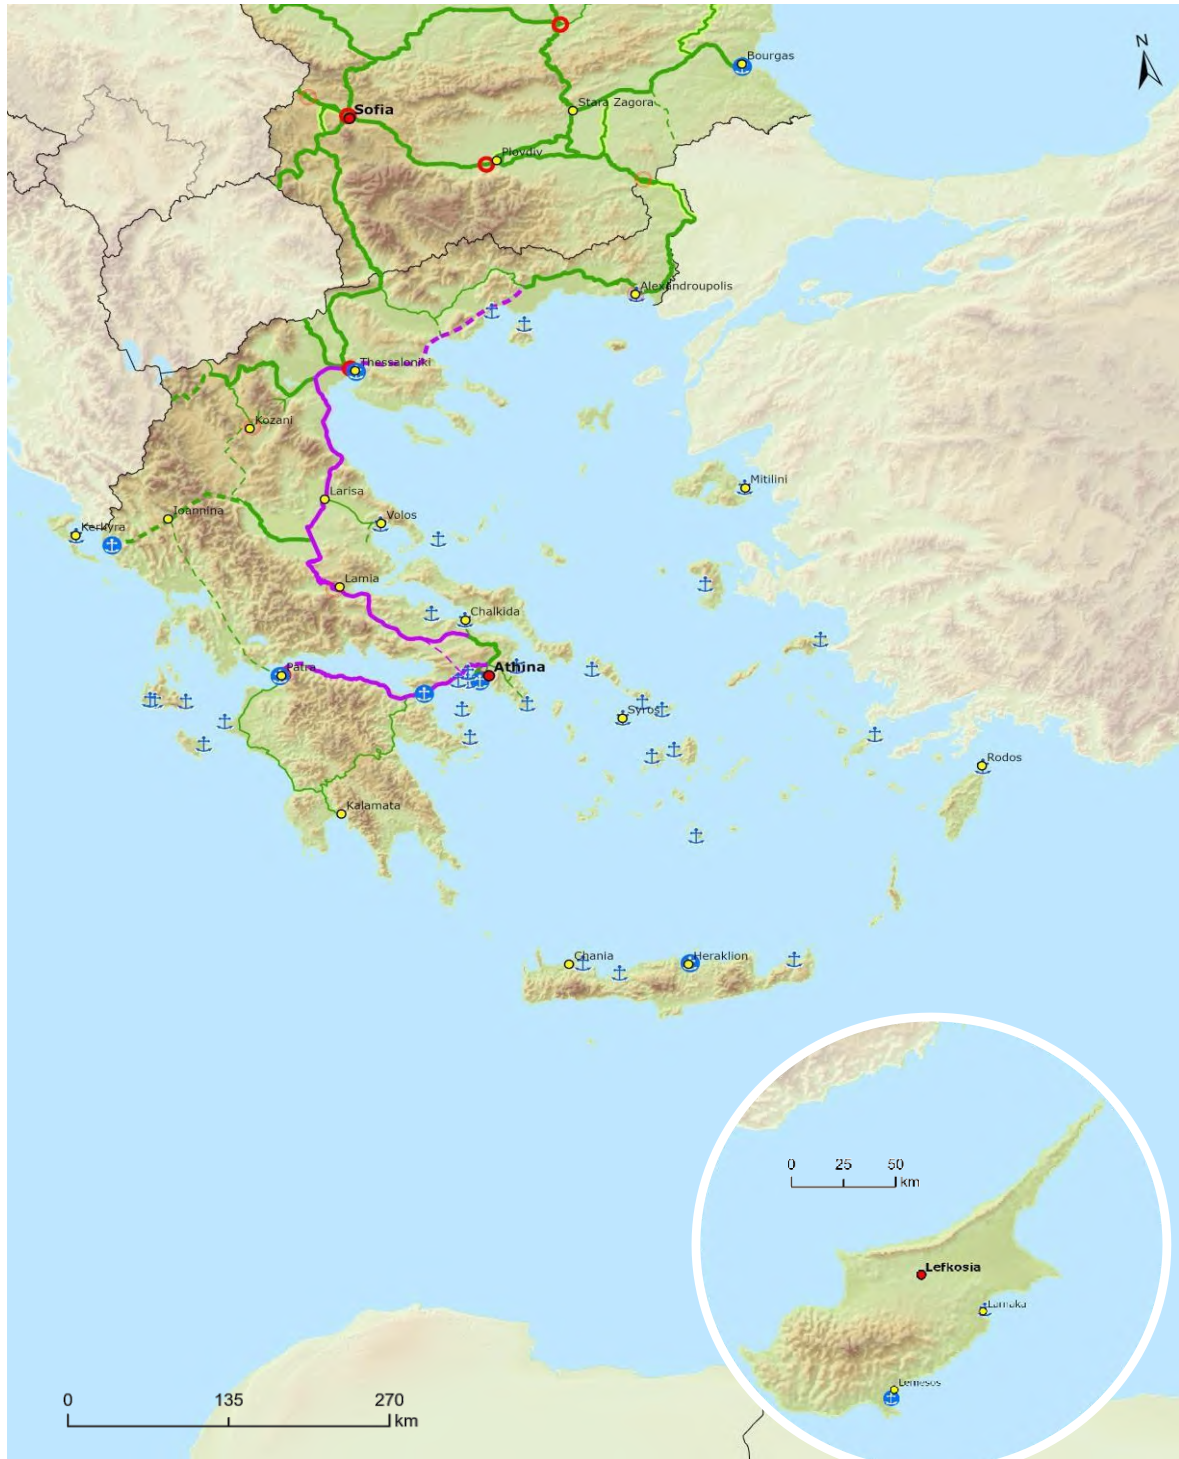 N
Bourgas
Sofia
Stara Zagora
Plovdiv
Alexandroupolis
Thessaloniki
Kozani
Mitilini
Larisa
Ioannina
Volos
Kerkyra
Lamia
Chalkida
Patra
Athina
Syros
Rodos
Kalamata
Chania
Heraklion
0 25 50
km
Lefkosia
Larnaka
Lemesos
0 135 270
km